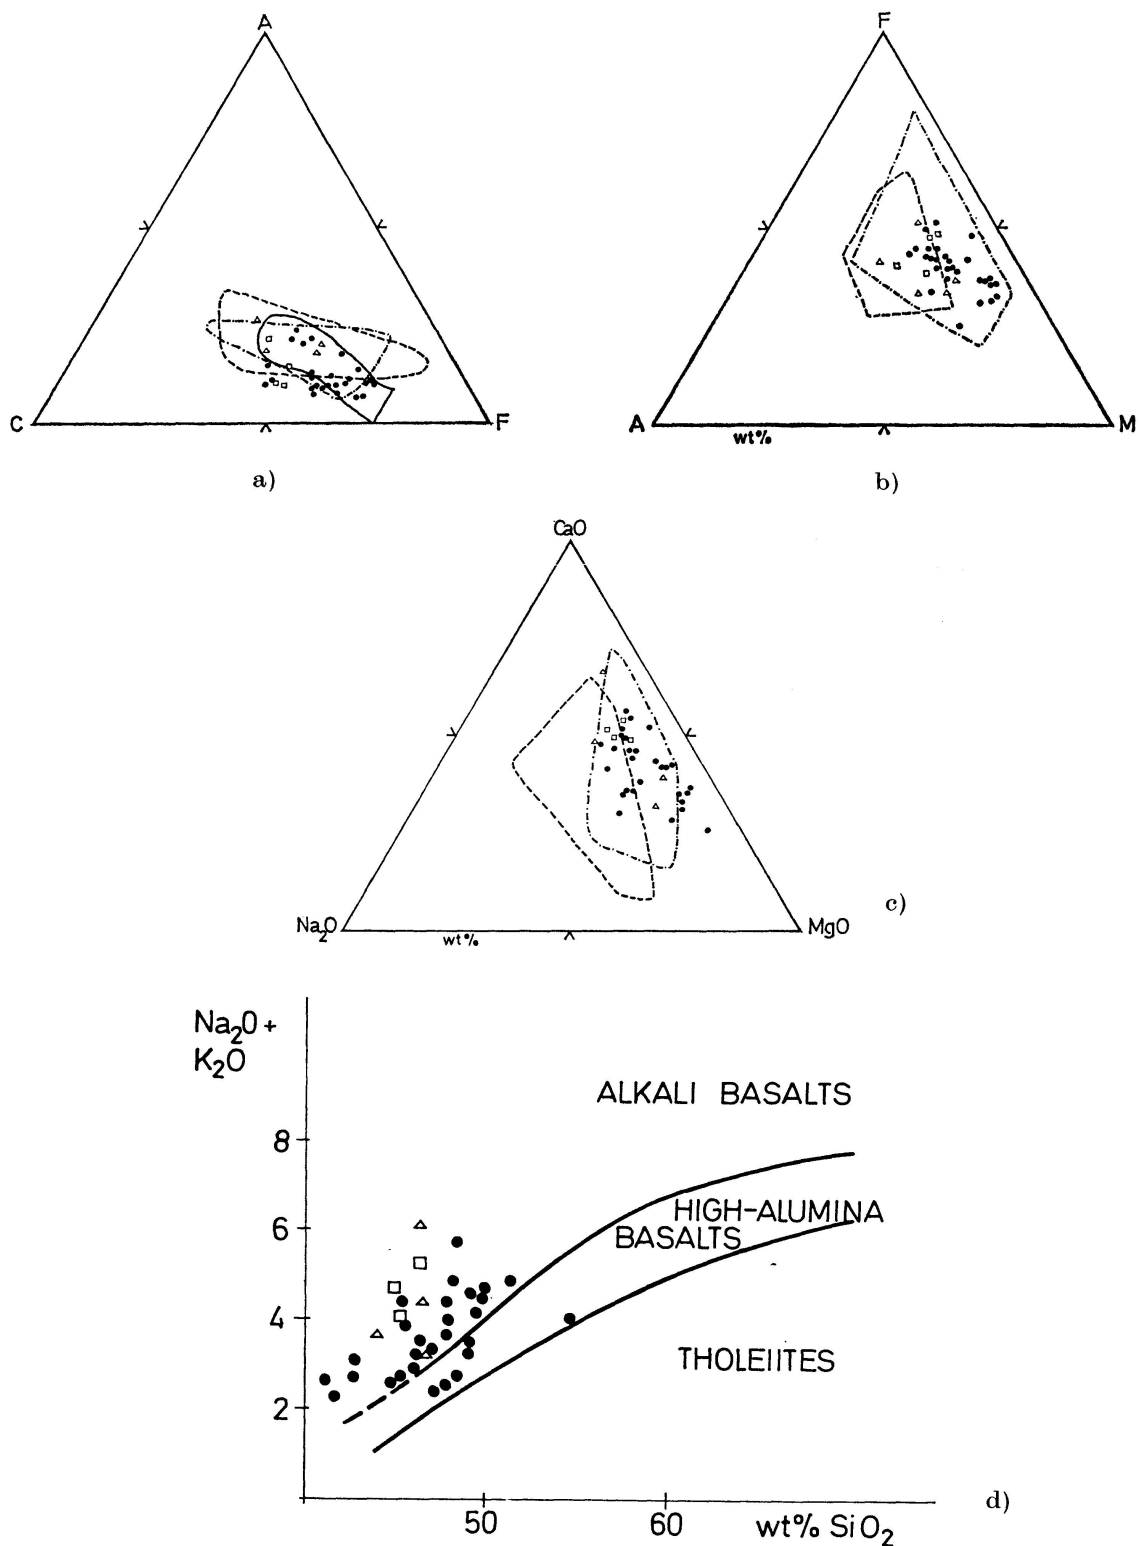 A
C
F
a)
F
A
wt%
M
b)
CaO
Na₂O
wt%
MgO
c)
Na₂O +
K₂O
ALKALI BASALTS
8
HIGH-ALUMINA
BASALTS
6
4
THOLEIITES
2
50
60
wt% SiO₂
d)